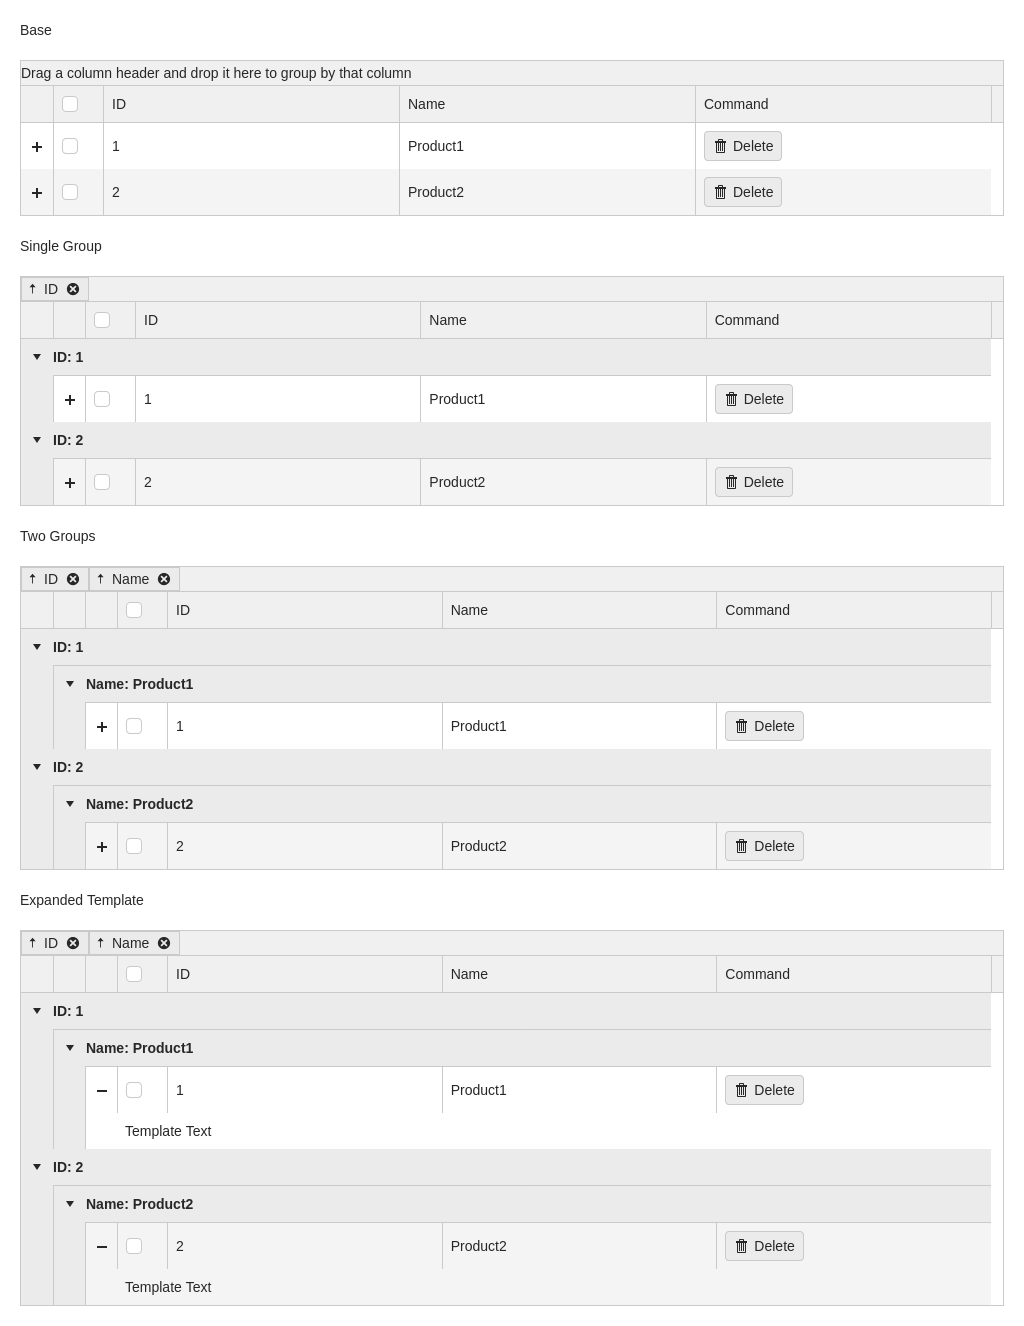 Base
Drag a column header and drop it here to group by that column
ID Name Command
1 Product1 Delete
2 Product2 Delete
Single Group
ID
ID Name Command
ID: 1
1 Product1 Delete
ID: 2
2 Product2 Delete
Two Groups
ID Name
ID Name Command
ID: 1
Name: Product1
1 Product1 Delete
ID: 2
Name: Product2
2 Product2 Delete
Expanded Template
ID Name
ID Name Command
ID: 1
Name: Product1
1 Product1 Delete
Template Text
ID: 2
Name: Product2
2 Product2 Delete
Template Text